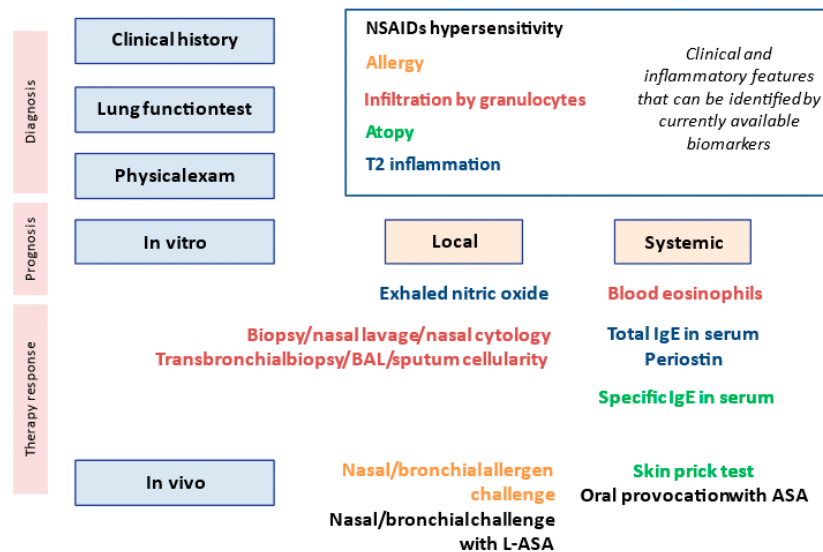 Diagnosis
Prognosis
Therapy response
Clinical history
Lung functiontest
Physicalexam
In vitro
In vivo
NSAIDs hypersensitivity
Allergy
Infiltration by granulocytes
Atopy
T2 inflammation
Clinical and
inflammatory features
that can be identified by
currently available
biomarkers
Local
Systemic
Exhaled nitric oxide
Blood eosinophils
Biopsy/nasal lavage/nasal cytology
Transbronchialbiopsy/BAL/sputum cellularity
Total IgE in serum
Periostin
Specific IgE in serum
Nasal/bronchialallergen
challenge
Nasal/bronchialchallenge
with L-ASA
Skin prick test
Oral provocationwith ASA